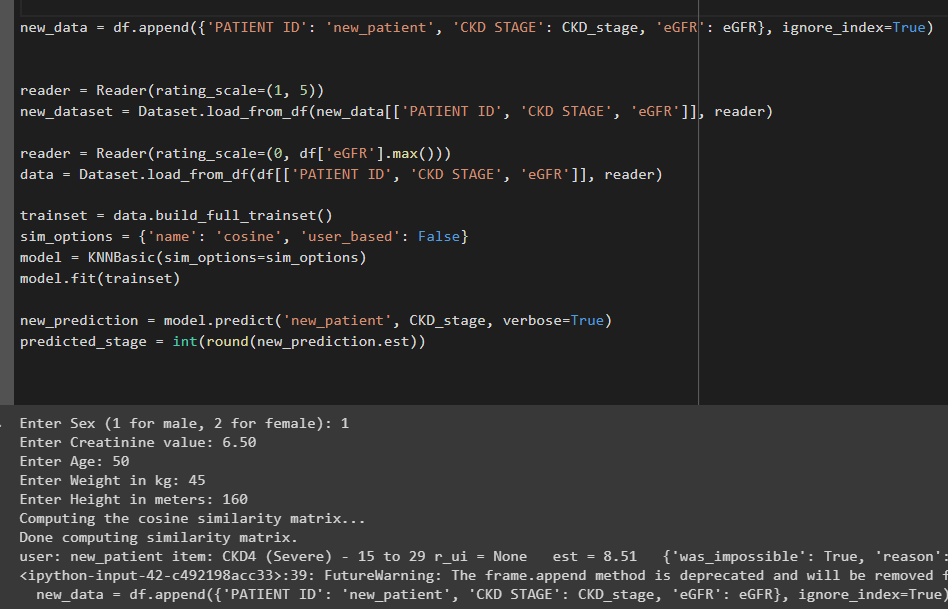 new_data = df.append({'PATIENT ID': 'new_patient', 'CKD STAGE': CKD_stage, 'eGFR': eGFR}, ignore_index=True)
reader = Reader(rating_scale=(1, 5))
new_dataset = Dataset.load_from_df(new_data[['PATIENT ID', 'CKD STAGE', 'eGFR']], reader)
reader = Reader(rating_scale=(0, df['eGFR'].max()))
data = Dataset.load_from_df(df[['PATIENT ID', 'CKD STAGE', 'eGFR']], reader)
trainset = data.build_full_trainset()
sim_options = {'name': 'cosine', 'user_based': False}
model = KNNBasic(sim_options=sim_options)
model.fit(trainset)
new_prediction = model.predict('new_patient', CKD_stage, verbose=True)
predicted_stage = int(round(new_prediction.est))
Enter Sex (1 for male, 2 for female): 1
Enter Creatinine value: 6.50
Enter Age: 50
Enter Weight in kg: 45
Enter Height in meters: 160
Computing the cosine similarity matrix...
Done computing similarity matrix.
user: new_patient item: CKD4 (Severe) - 15 to 29 r_ui = None est = 8.51 {'was_impossible': True, 'reason':
<ipython-input-42-c492198acc33>:39: FutureWarning: The frame.append method is deprecated and will be removed f
new_data = df.append({'PATIENT ID': 'new_patient', 'CKD STAGE': CKD_stage, 'eGFR': eGFR}, ignore_index=True)